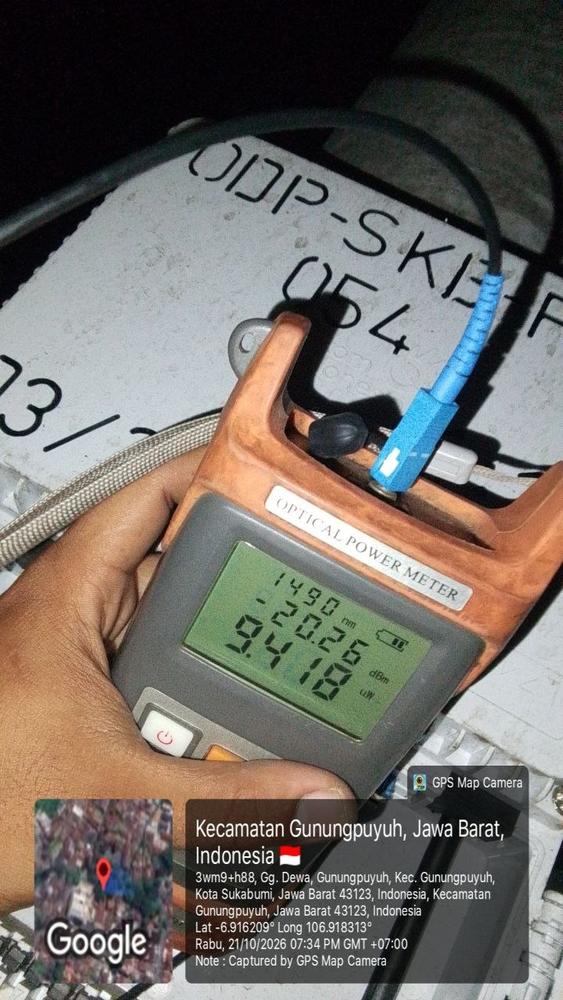 ODP-SKB-F
054
03/
OPTICAL POWER METER
1490 nm
-20.26 dBm
9.418 uW
GPS Map Camera
Kecamatan Gunungpuyuh, Jawa Barat,
Indonesia 🇮🇩
3wm9+h88, Gg. Dewa, Gunungpuyuh, Kec. Gunungpuyuh,
Kota Sukabumi, Jawa Barat 43123, Indonesia, Kecamatan
Gunungpuyuh, Jawa Barat 43123, Indonesia
Lat -6.916209° Long 106.918313°
Rabu, 21/10/2026 07:34 PM GMT +07:00
Note : Captured by GPS Map Camera
Google